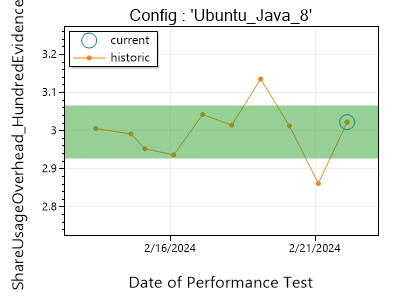 Config : 'Ubuntu_Java_8'
ShareUsageOverhead_HundredEvidence
current
historic
3.2
3.1
3
2.9
2.8
2/16/2024
2/21/2024
Date of Performance Test